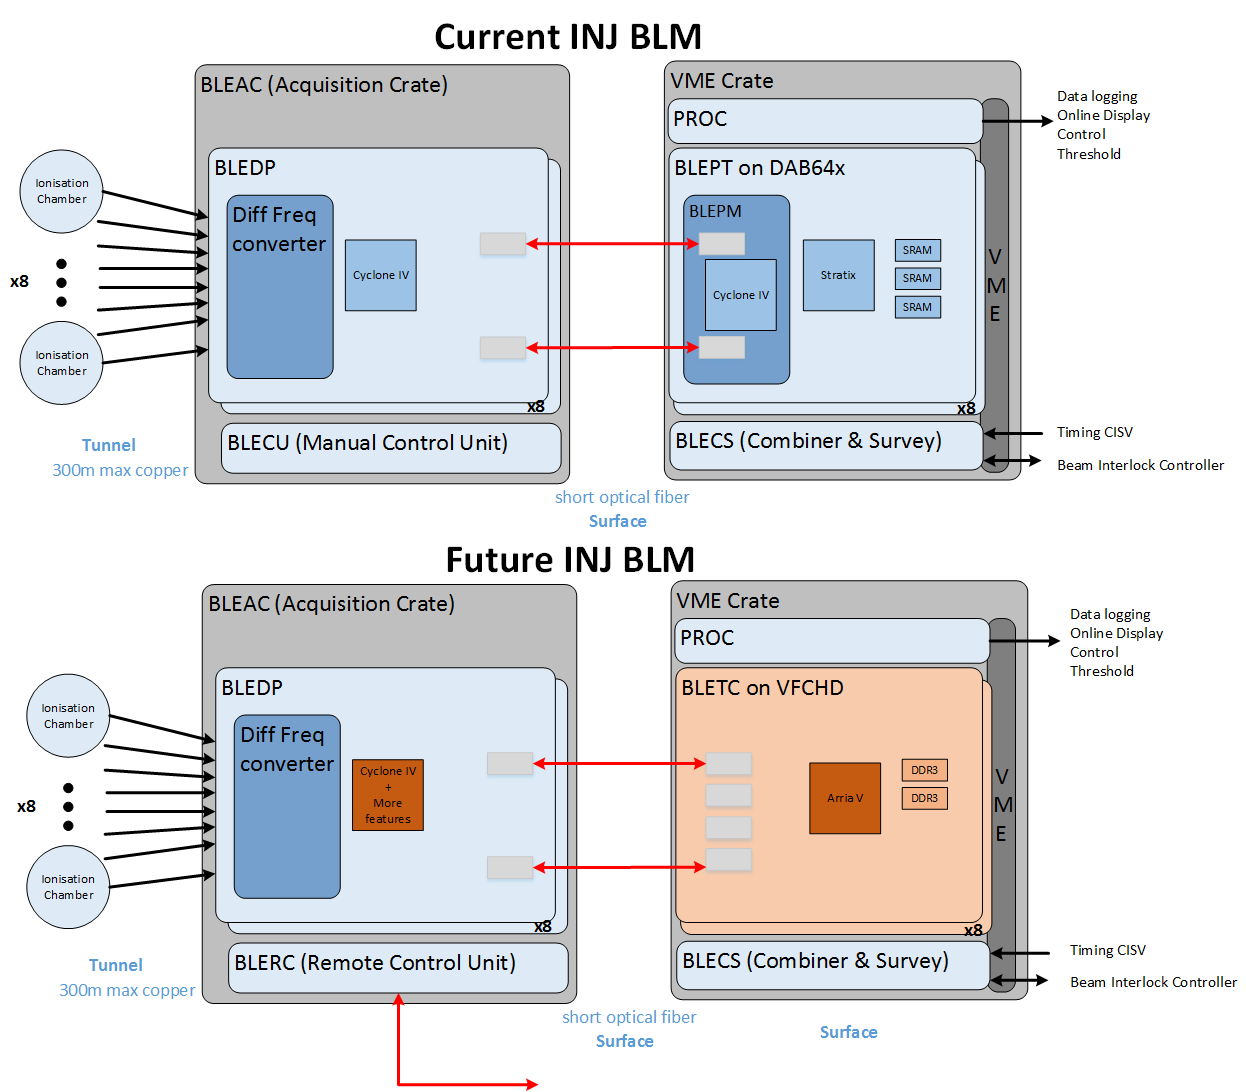 Current INJ BLM
BLEAC (Acquisition Crate)
VME Crate
Data logging
Online Display
Control
Threshold
PROC
BLEDP
BLEPT on DAB64x
Ionisation
Chamber
Diff Freq
converter
BLEPM
Cyclone IV
Cyclone IV
Stratix
SRAM
SRAM
SRAM
V
M
E
x8
Ionisation
Chamber
x8
x8
BLECU (Manual Control Unit)
BLECS (Combiner & Survey)
Timing CISV
Beam Interlock Controller
Tunnel
300m max copper
short optical fiber
Surface
Future INJ BLM
BLEAC (Acquisition Crate)
VME Crate
Data logging
Online Display
Control
Threshold
PROC
BLEDP
BLETC on VFCHD
Ionisation
Chamber
Diff Freq
converter
Cyclone IV
+
More
features
Arria V
DDR3
DDR3
V
M
E
x8
Ionisation
Chamber
x8
x8
BLERC (Remote Control Unit)
BLECS (Combiner & Survey)
Timing CISV
Beam Interlock Controller
Tunnel
300m max copper
short optical fiber
Surface
Surface